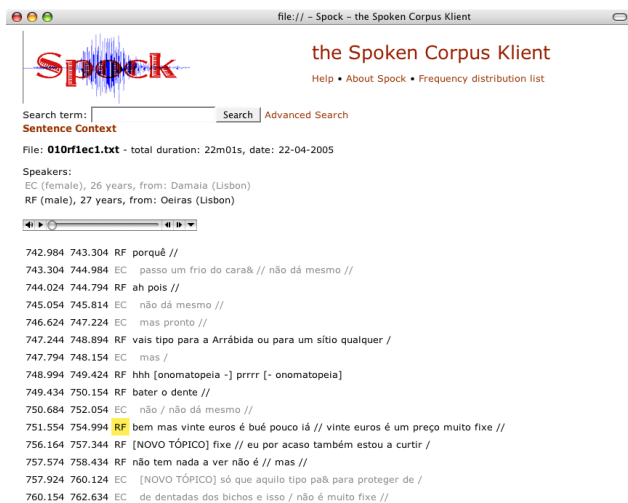 file:// – Spock – the Spoken Corpus Klient
Spock
the Spoken Corpus Klient
Help • About Spock • Frequency distribution list
Search term: Search Advanced Search
Sentence Context
File: 010rf1ec1.txt - total duration: 22m01s, date: 22-04-2005
Speakers:
EC (female), 26 years, from: Damaia (Lisbon)
RF (male), 27 years, from: Oeiras (Lisbon)
742.984 743.304 RF porquê //
743.304 744.984 EC passo um frio do cara& // não dá mesmo //
744.024 744.794 RF ah pois //
745.054 745.814 EC não dá mesmo //
746.624 747.224 EC mas pronto //
747.244 748.894 RF vais tipo para a Arrábida ou para um sítio qualquer /
747.794 748.154 EC mas /
748.994 749.424 RF hhh [onomatopeia -] prrrr [- onomatopeia]
749.434 750.154 RF bater o dente //
750.684 752.054 EC não / não dá mesmo //
751.554 754.994 RF bem mas vinte euros é bué pouco iá // vinte euros é um preço muito fixe //
756.164 757.344 RF [NOVO TÓPICO] fixe // eu por acaso também estou a curtir /
757.574 758.434 RF não tem nada a ver não é // mas //
757.924 760.124 EC [NOVO TÓPICO] só que aquilo tipo pa& para proteger de /
760.154 762.634 EC de dentadas dos bichos e isso / não é muito fixe //